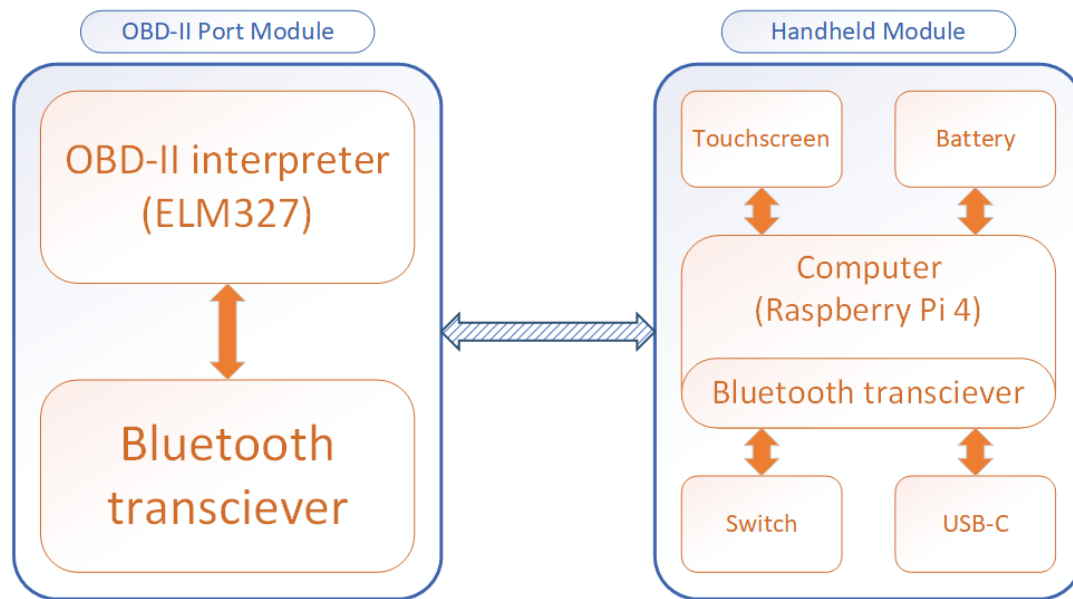 OBD-II Port Module
OBD-II interpreter
(ELM327)
Bluetooth
transciever
Handheld Module
Touchscreen
Battery
Computer
(Raspberry Pi 4)
Bluetooth transciever
Switch
USB-C